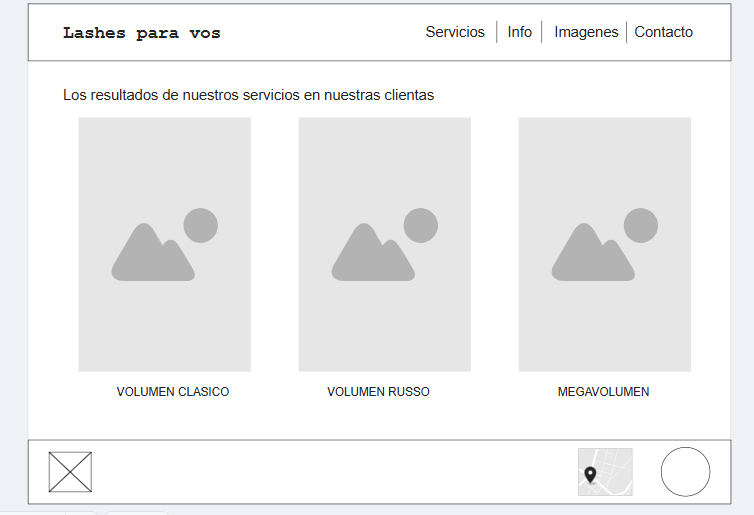 Lashes para vos
Servicios
Info
Imagenes
Contacto
Los resultados de nuestros servicios en nuestras clientas
VOLUMEN CLASICO
VOLUMEN RUSSO
MEGAVOLUMEN